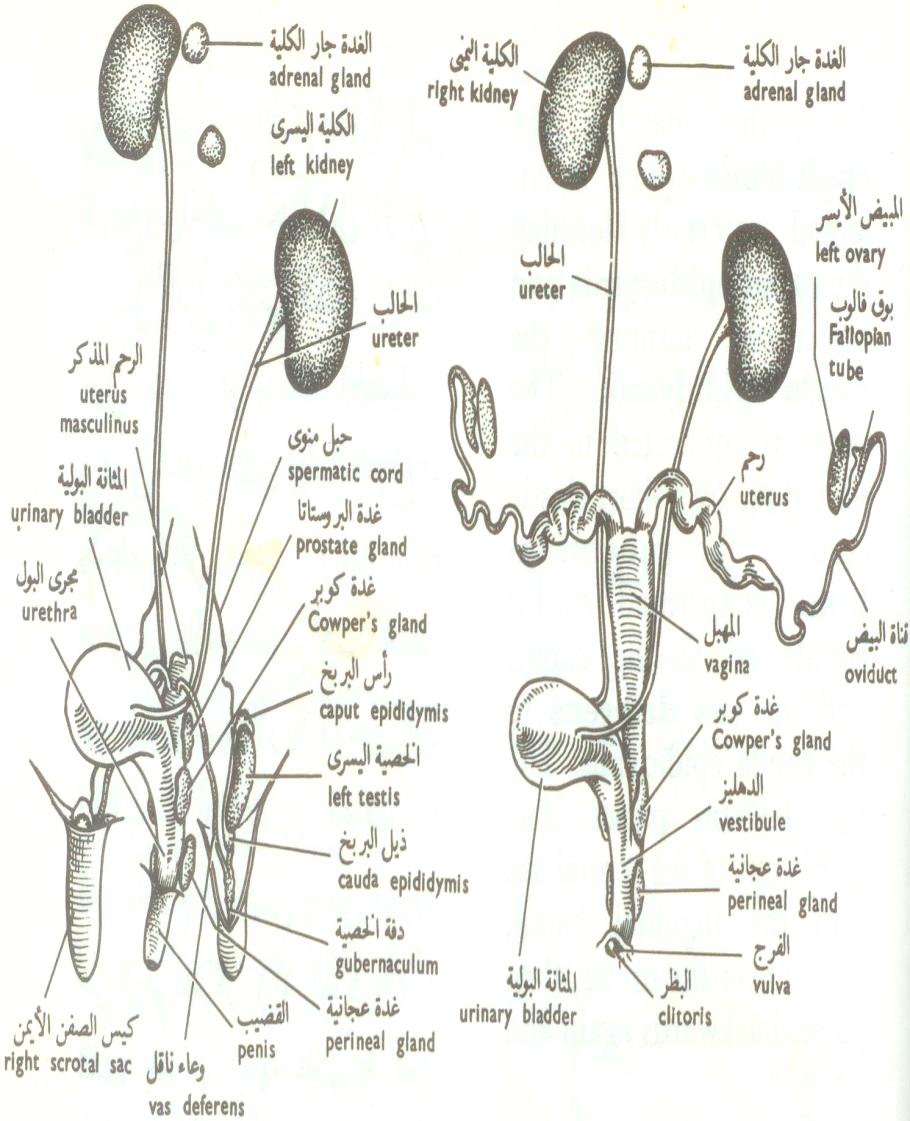 الغدة جار الكلية
adrenal gland
الكلية اليسرى
left kidney
الحالب
ureter
الرحم المذكر
uterus
masculinus
حبل منوى
spermatic cord
المثانة البولية
urinary bladder
غدة البروستاتا
prostate gland
مجرى البول
urethra
غدة كوبر
Cowper's gland
رأس البربخ
caput epididymis
الخصية اليسرى
left testis
ذيل البربخ
cauda epididymis
دفة الخصية
gubernaculum
غدة عجانية
perineal gland
القضيب
penis
كيس الصفن الأيمن
right scrotal sac
وعاء ناقل
vas deferens
الكلية اليمنى
right kidney
الغدة جار الكلية
adrenal gland
المبيض الأيسر
left ovary
الحالب
ureter
بوق فالوب
Fallopian
tube
رحم
uterus
المهبل
vagina
قناة البيض
oviduct
غدة كوبر
Cowper's gland
الدهليز
vestibule
غدة عجانية
perineal gland
الفرج
vulva
البظر
clitoris
المثانة البولية
urinary bladder